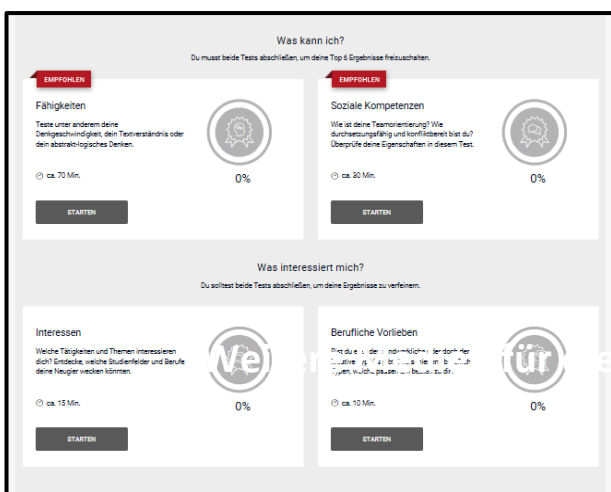 Was kann ich?
Du musst beide Tests abschließen, um deine Top 6 Ergebnisse freizuschalten.
EMPFOHLEN
Fähigkeiten
Teste unter anderem deine
Denkgeschwindigkeit, dein Textverständnis oder
dein abstrakt-logisches Denken.
ca. 70 Min.
0%
STARTEN
EMPFOHLEN
Soziale Kompetenzen
Wie ist deine Teamorientierung? Wie
durchsetzungsfähig und konfliktbereit bist du?
Überprüfe deine Eigenschaften in diesem Test.
ca. 30 Min.
0%
STARTEN
Was interessiert mich?
Du solltest beide Tests abschließen, um deine Ergebnisse zu verfeinern.
Interessen
Welche Tätigkeiten und Themen interessieren
dich? Entdecke, welche Studienfelder und Berufe
deine Neugier wecken könnten.
ca. 15 Min.
0%
STARTEN
Berufliche Vorlieben
zu dir
ca. 10 Min.
0%
STARTEN
für